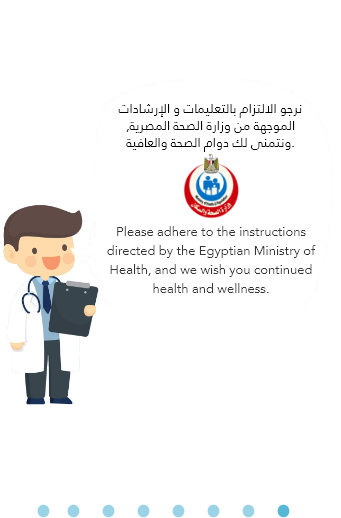 نرجو الالتزام بالتعليمات و الإرشادات
الموجهة من وزارة الصحة المصرية,
ونتمنى لك دوام الصحة والعافية.
Please adhere to the instructions
directed by the Egyptian Ministry of
Health, and we wish you continued
health and wellness.